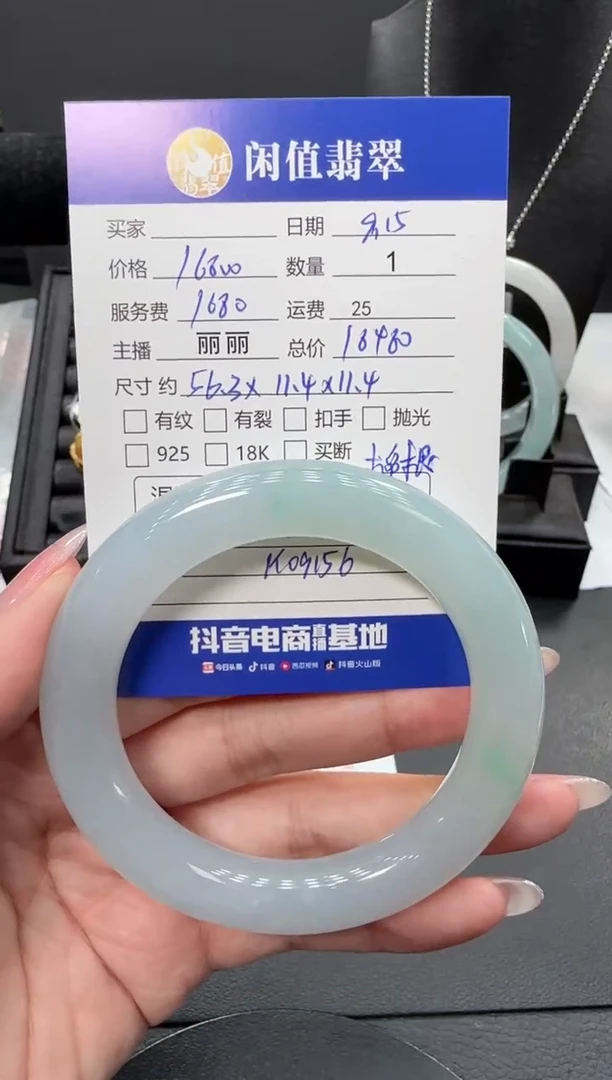 闲值翡翠
买家 日期 9.15
价格 16800 数量 1
服务费 1680 运费 25
主播 丽丽 总价 18480
尺寸 约 56.3x 11.4x11.4
有纹 有裂 扣手 抛光
925 18K 买断
K09156
抖音电商直播基地
今日头条 抖音 西瓜视频 抖音火山版